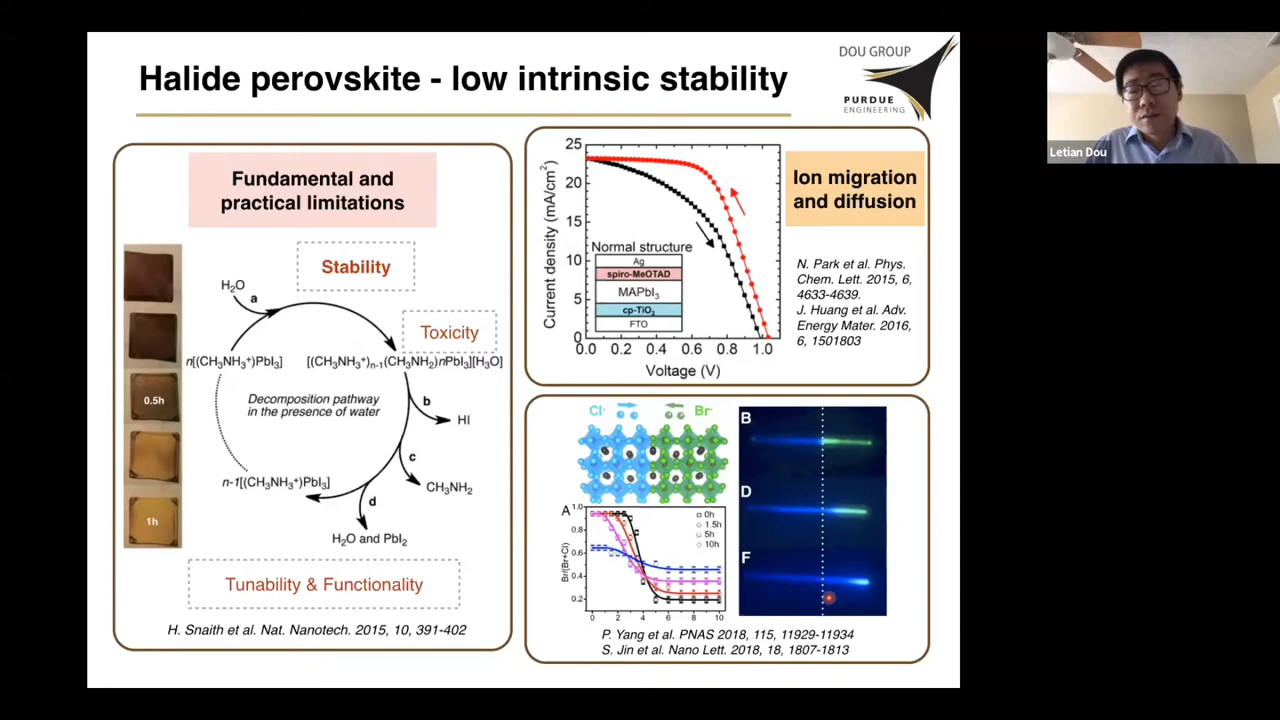 Halide perovskite - low intrinsic stability
DOU GROUP
PURDUE
ENGINEERING
Letian Dou
Fundamental and
practical limitations
Stability
Toxicity
H₂O
a
n[(CH₃NH₃⁺)PbI₃]
[(CH₃NH₃⁺)ₙ₋₁(CH₃NH₂)nPbI₃][H₃O]
Decomposition pathway
in the presence of water
b
HI
c
CH₃NH₂
n-1[(CH₃NH₃⁺)PbI₃]
d
H₂O and PbI₂
0.5h
1h
Tunability & Functionality
H. Snaith et al. Nat. Nanotech. 2015, 10, 391-402
Current density (mA/cm²)
25
20
15
10
5
0
0.0 0.2 0.4 0.6 0.8 1.0
Voltage (V)
Normal structure
Ag
spiro-MeOTAD
MAPbI₃
cp-TiO₂
FTO
Ion migration
and diffusion
N. Park et al. Phys.
Chem. Lett. 2015, 6,
4633-4639.
J. Huang et al. Adv.
Energy Mater. 2016,
6, 1501803
Cl⁻
Br⁻
A
Br/(Br+Cl)
1.0
0.8
0.6
0.4
0.2
0 2 4 6 8 10
0h
1.5h
5h
10h
B
D
F
P. Yang et al. PNAS 2018, 115, 11929-11934
S. Jin et al. Nano Lett. 2018, 18, 1807-1813